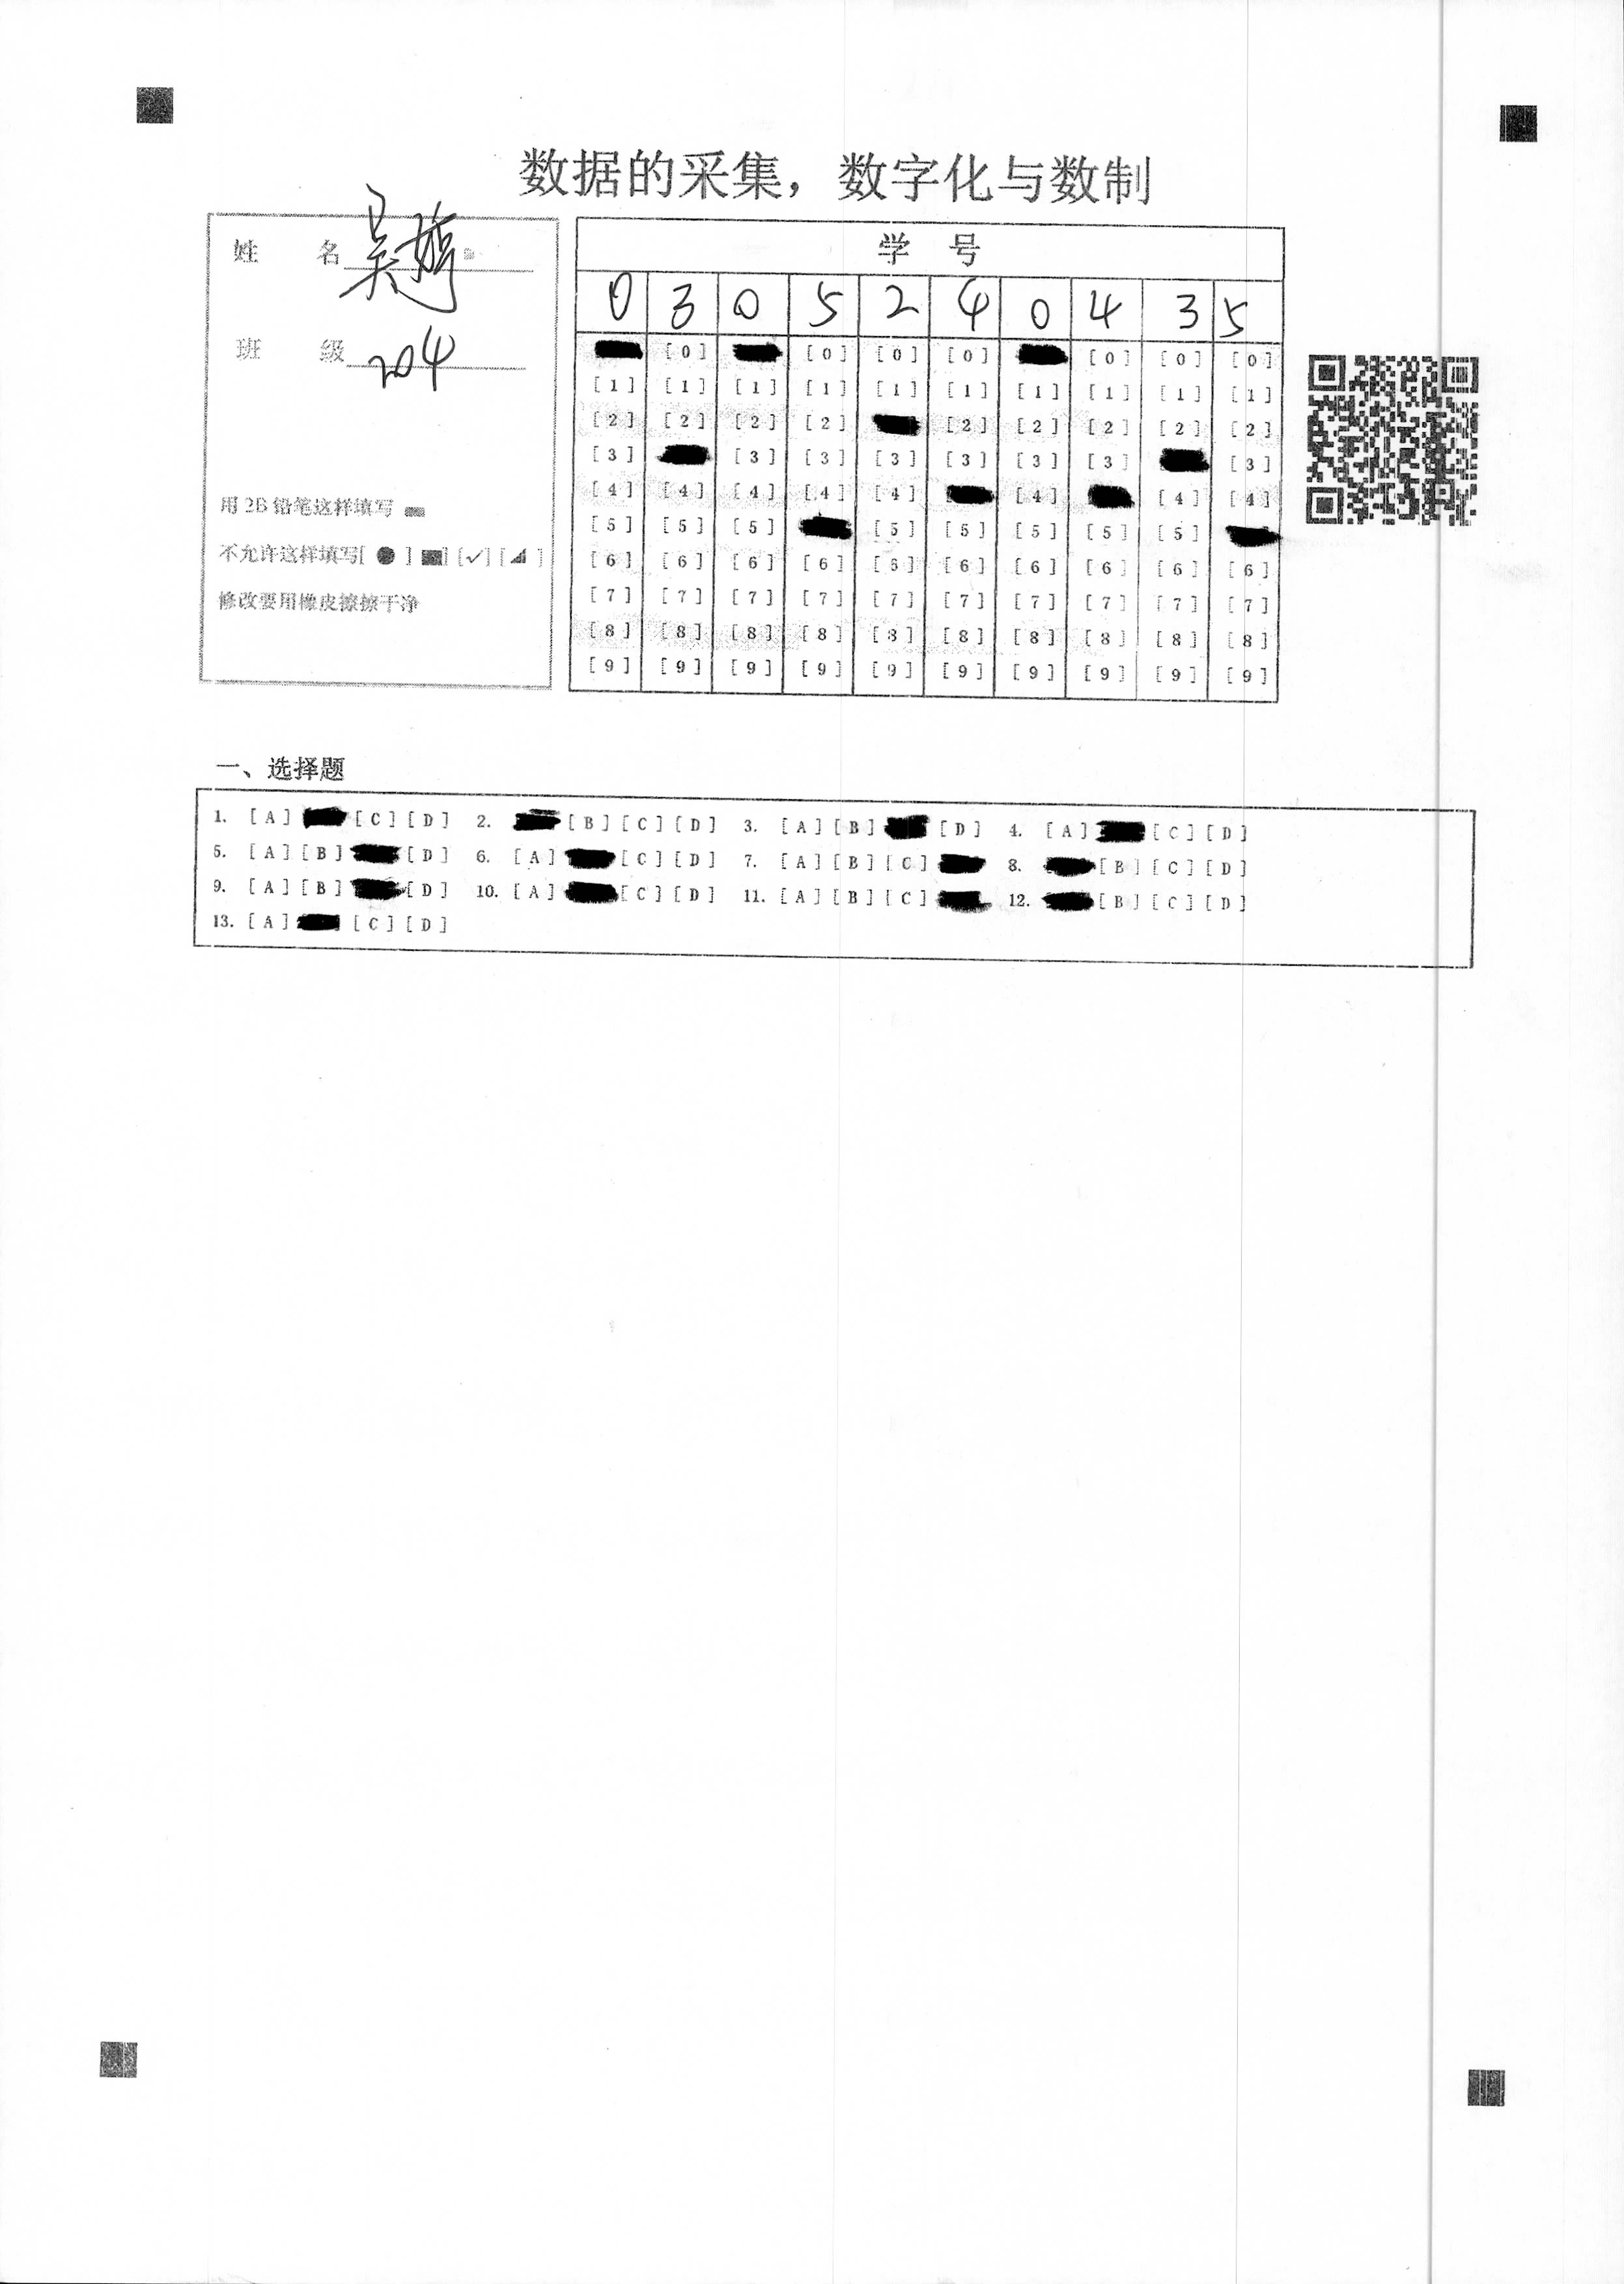 数据的采集，数字化与数制
姓 名 吴
班 级 204
用 2B 铅笔这样填写
不允许这样填写[ ● ] ■] [✓] [◢ ]
修改要用橡皮擦擦干净
学 号
0 3 0 5 2 4 0 4 3 5
[0] [0] [0] [0] [0] [0] [0]
[1] [1] [1] [1] [1] [1] [1] [1] [1] [1]
[2] [2] [2] [2] [2] [2] [2] [2] [2]
[3] [3] [3] [3] [3] [3] [3] [3]
[4] [4] [4] [4] [4] [4] [4] [4]
[5] [5] [5] [5] [5] [5] [5] [5]
[6] [6] [6] [6] [6] [6] [6] [6] [6] [6]
[7] [7] [7] [7] [7] [7] [7] [7] [7] [7]
[8] [8] [8] [8] [8] [8] [8] [8] [8] [8]
[9] [9] [9] [9] [9] [9] [9] [9] [9] [9]
一、选择题
1. [A] [C] [D] 2. [B] [C] [D] 3. [A] [B] [D] 4. [A] [C] [D]
5. [A] [B] [D] 6. [A] [C] [D] 7. [A] [B] [C] 8. [B] [C] [D]
9. [A] [B] [D] 10. [A] [C] [D] 11. [A] [B] [C] 12. [B] [C] [D]
13. [A] [C] [D]